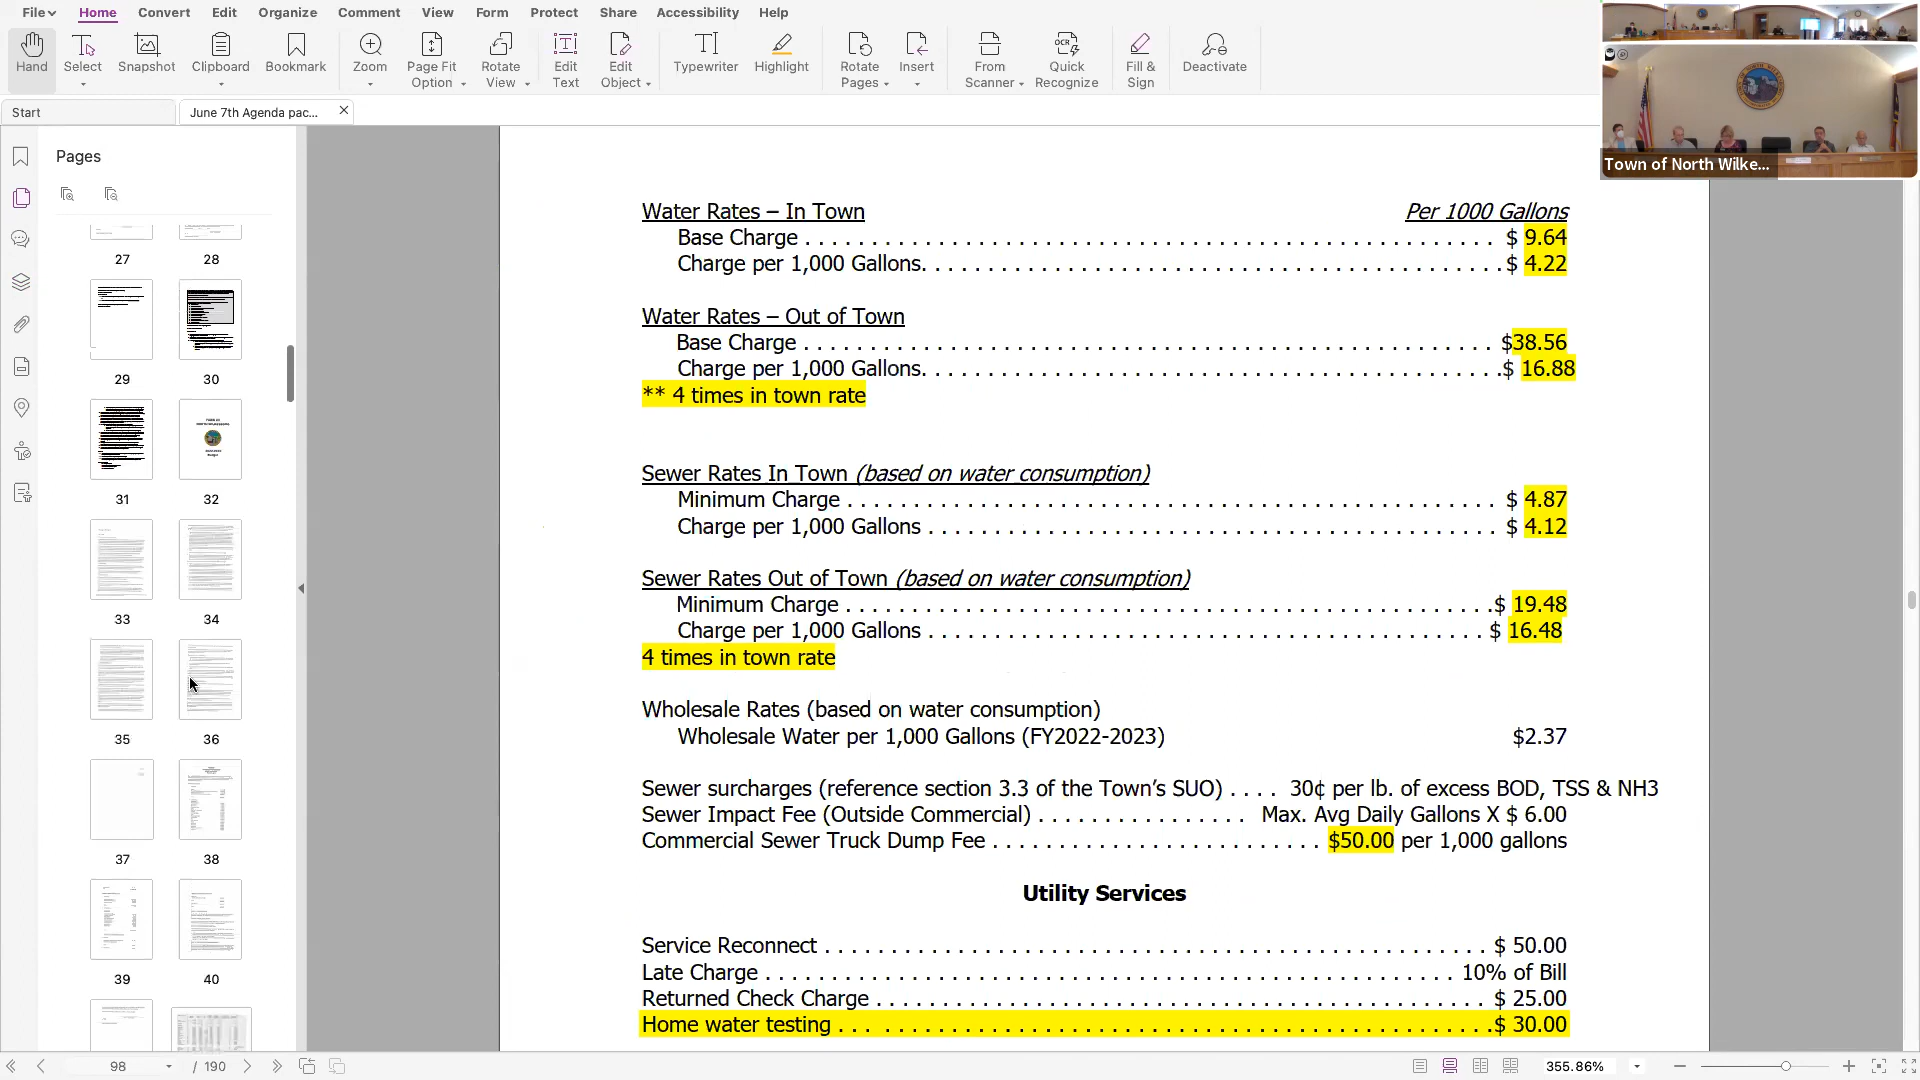 File Home Convert Edit Organize Comment View Form Protect Share Accessibility Help
Hand Select Snapshot Clipboard Bookmark Zoom Page Fit Option Rotate View Edit Text Edit Object Typewriter Highlight Rotate Pages Insert From Scanner OCR Quick Recognize Fill & Sign Deactivate
Start June 7th Agenda pac...
Town of North Wilke...
Pages
27 28
29 30
31 32
33 34
35 36
37 38
39 40
Water Rates – In Town Per 1000 Gallons
Base Charge . . . . . . . . . . $ 9.64
Charge per 1,000 Gallons. . . . . . . . . . $ 4.22
Water Rates – Out of Town
Base Charge . . . . . . . . . . $38.56
Charge per 1,000 Gallons. . . . . . . . . . $ 16.88
** 4 times in town rate
Sewer Rates In Town (based on water consumption)
Minimum Charge . . . . . . . . . . $ 4.87
Charge per 1,000 Gallons . . . . . . . . . . $ 4.12
Sewer Rates Out of Town (based on water consumption)
Minimum Charge . . . . . . . . . . $ 19.48
Charge per 1,000 Gallons . . . . . . . . . . $ 16.48
4 times in town rate
Wholesale Rates (based on water consumption)
Wholesale Water per 1,000 Gallons (FY2022-2023) $2.37
Sewer surcharges (reference section 3.3 of the Town's SUO) . . . . 30¢ per lb. of excess BOD, TSS & NH3
Sewer Impact Fee (Outside Commercial) . . . . . . . . . . Max. Avg Daily Gallons X $ 6.00
Commercial Sewer Truck Dump Fee . . . . . . . . . . $50.00 per 1,000 gallons
Utility Services
Service Reconnect . . . . . . . . . . $ 50.00
Late Charge . . . . . . . . . . 10% of Bill
Returned Check Charge . . . . . . . . . . $ 25.00
Home water testing . . . . . . . . . . $ 30.00
98 / 190 355.86%